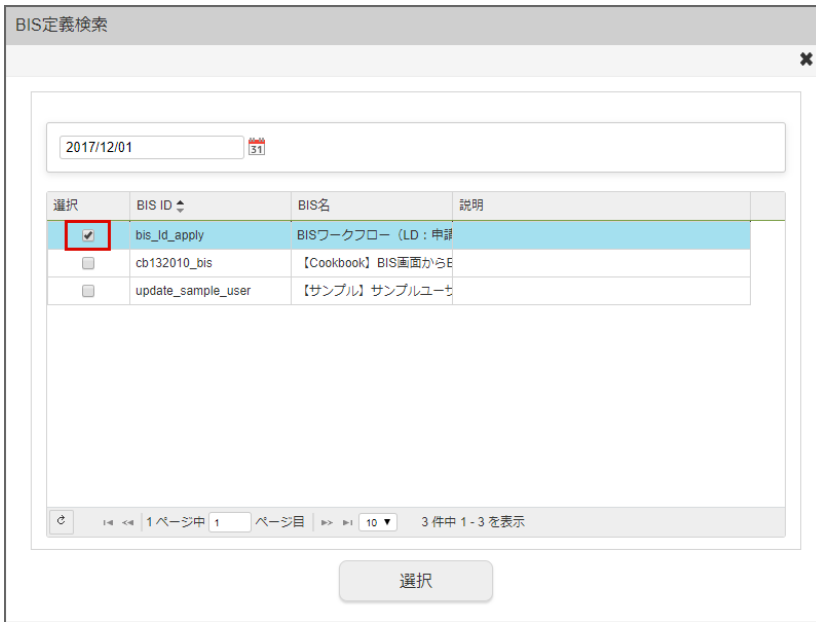 BIS定義検索
2017/12/01
31
選択 BIS ID BIS名 説明
bis_ld_apply BISワークフロー（LD：申請
cb132010_bis 【Cookbook】BIS画面から
update_sample_user 【サンプル】サンプルユーサ
1 ページ中 1 ページ目 10 3 件中 1 - 3 を表示
選択